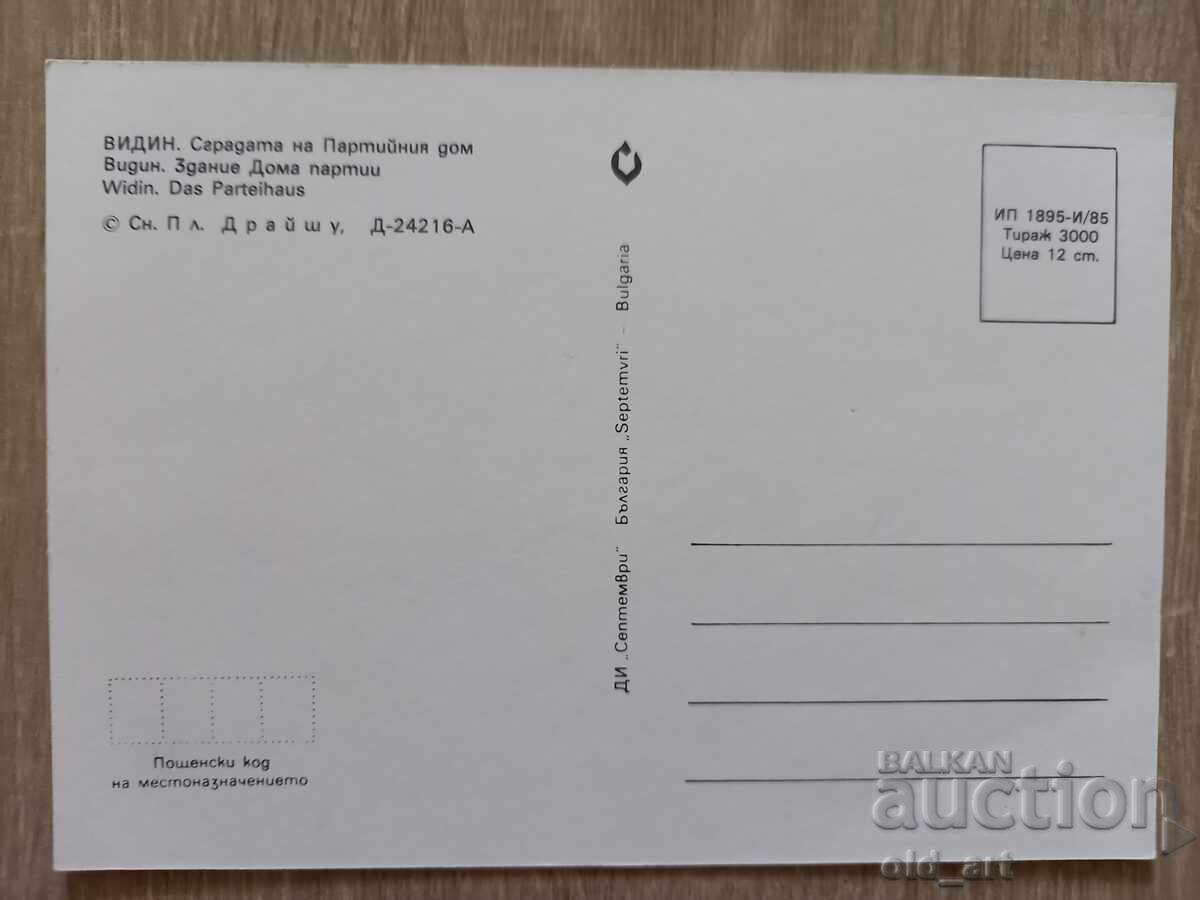 ВИДИН. Сградата на Партийния дом
Видин. Здание Дома партии
Widin. Das Parteihaus
© Сн. Пл. Драйшу, Д-24216-А
ДИ „Септември" България „Septemvri" - Bulgaria
ИП 1895-И/85
Тираж 3000
Цена 12 ст.
Пощенски код
на местоназначението
BALKAN
auction
old_art